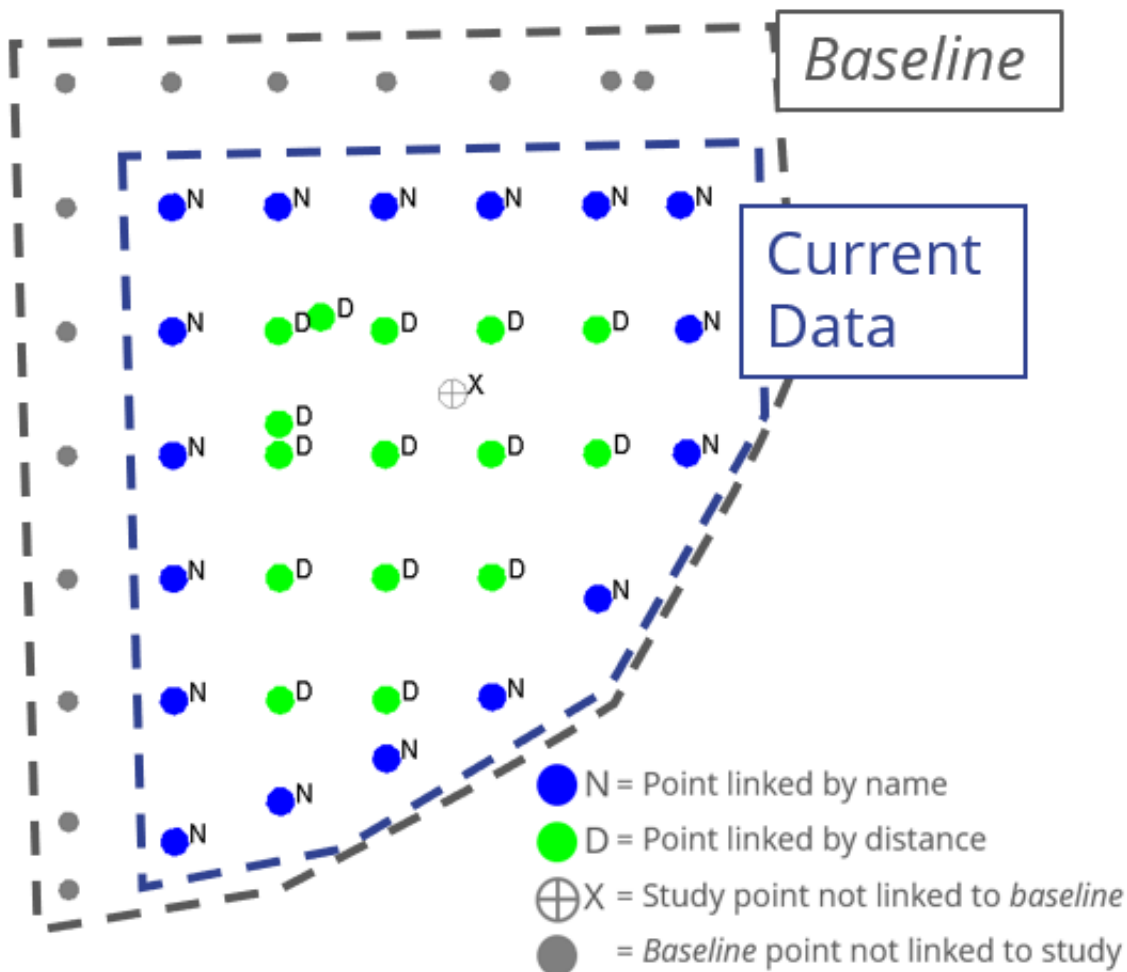 Baseline
N N N N N N
Current
Data
N D D D D D N
X
D
N D D D D N
N D D D N
N D D N
N
N
N
N = Point linked by name
D = Point linked by distance
X = Study point not linked to baseline
= Baseline point not linked to study